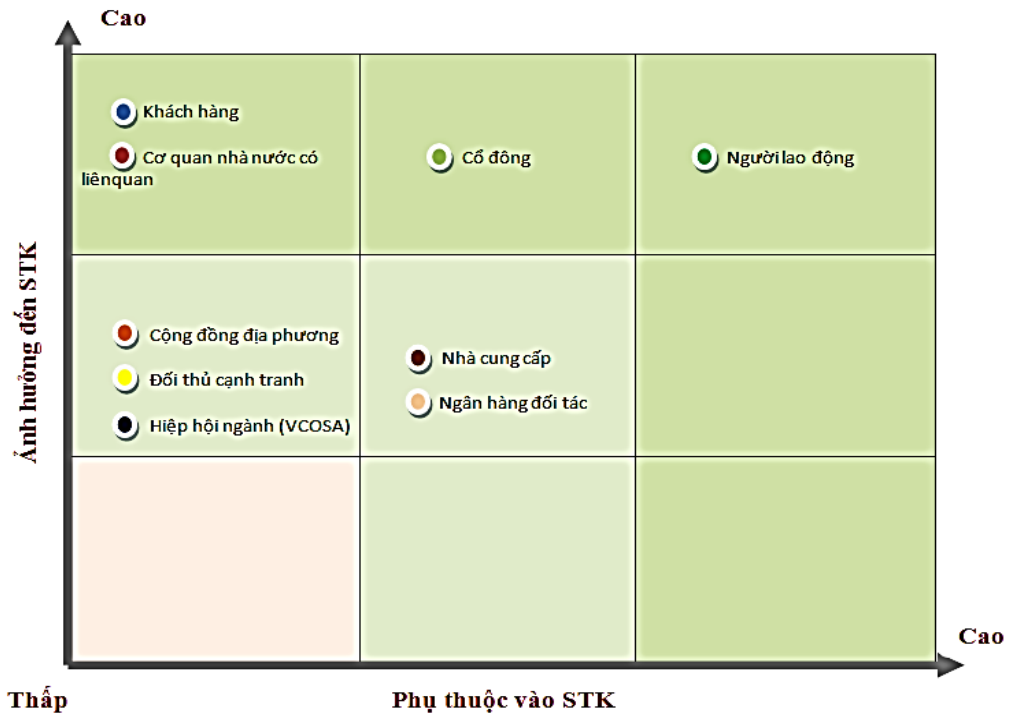 Cao
Khách hàng
Cơ quan nhà nước có
liênquan
Cổ đông
Người lao động
Ảnh hưởng đến STK
Cộng đồng địa phương
Đối thủ cạnh tranh
Hiệp hội ngành (VCOSA)
Nhà cung cấp
Ngân hàng đối tác
Cao
Thấp
Phụ thuộc vào STK